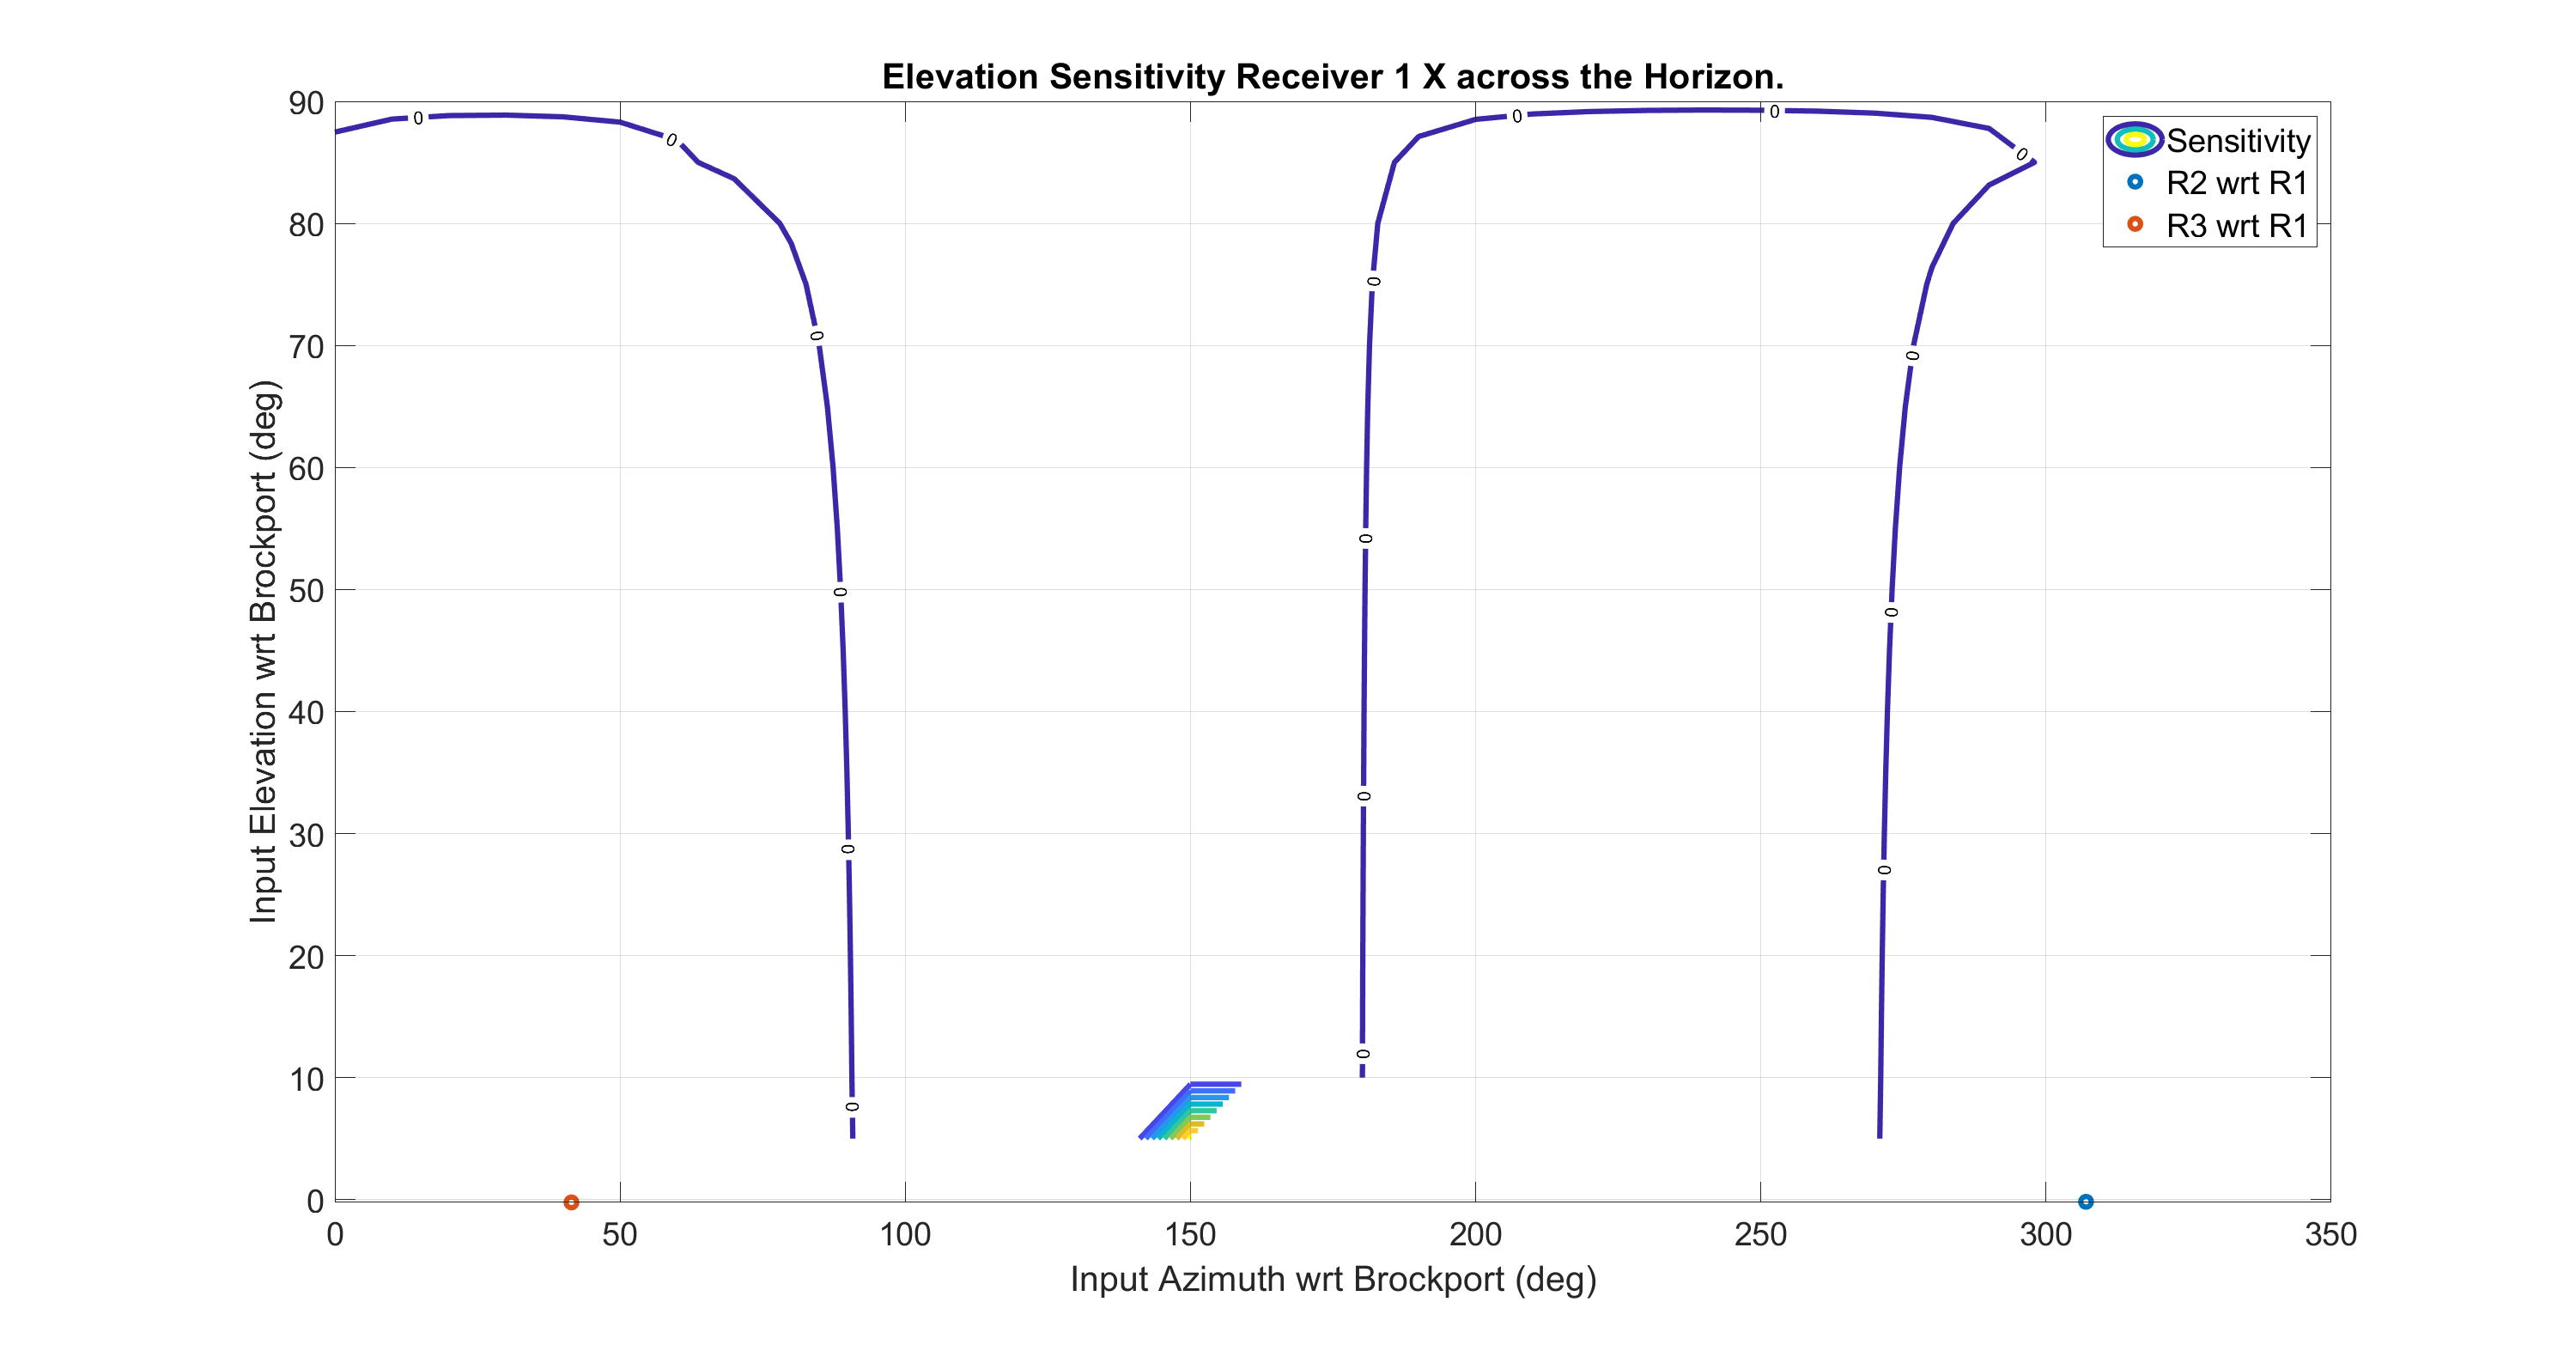 Elevation Sensitivity Receiver 1 X across the Horizon.
Sensitivity
R2 wrt R1
R3 wrt R1
Input Elevation wrt Brockport (deg)
90
80
70
60
50
40
30
20
10
0
0 0 0 0 0
0 0 0
0 0 0
0 0 0
0 0
0 50 100 150 200 250 300 350
Input Azimuth wrt Brockport (deg)